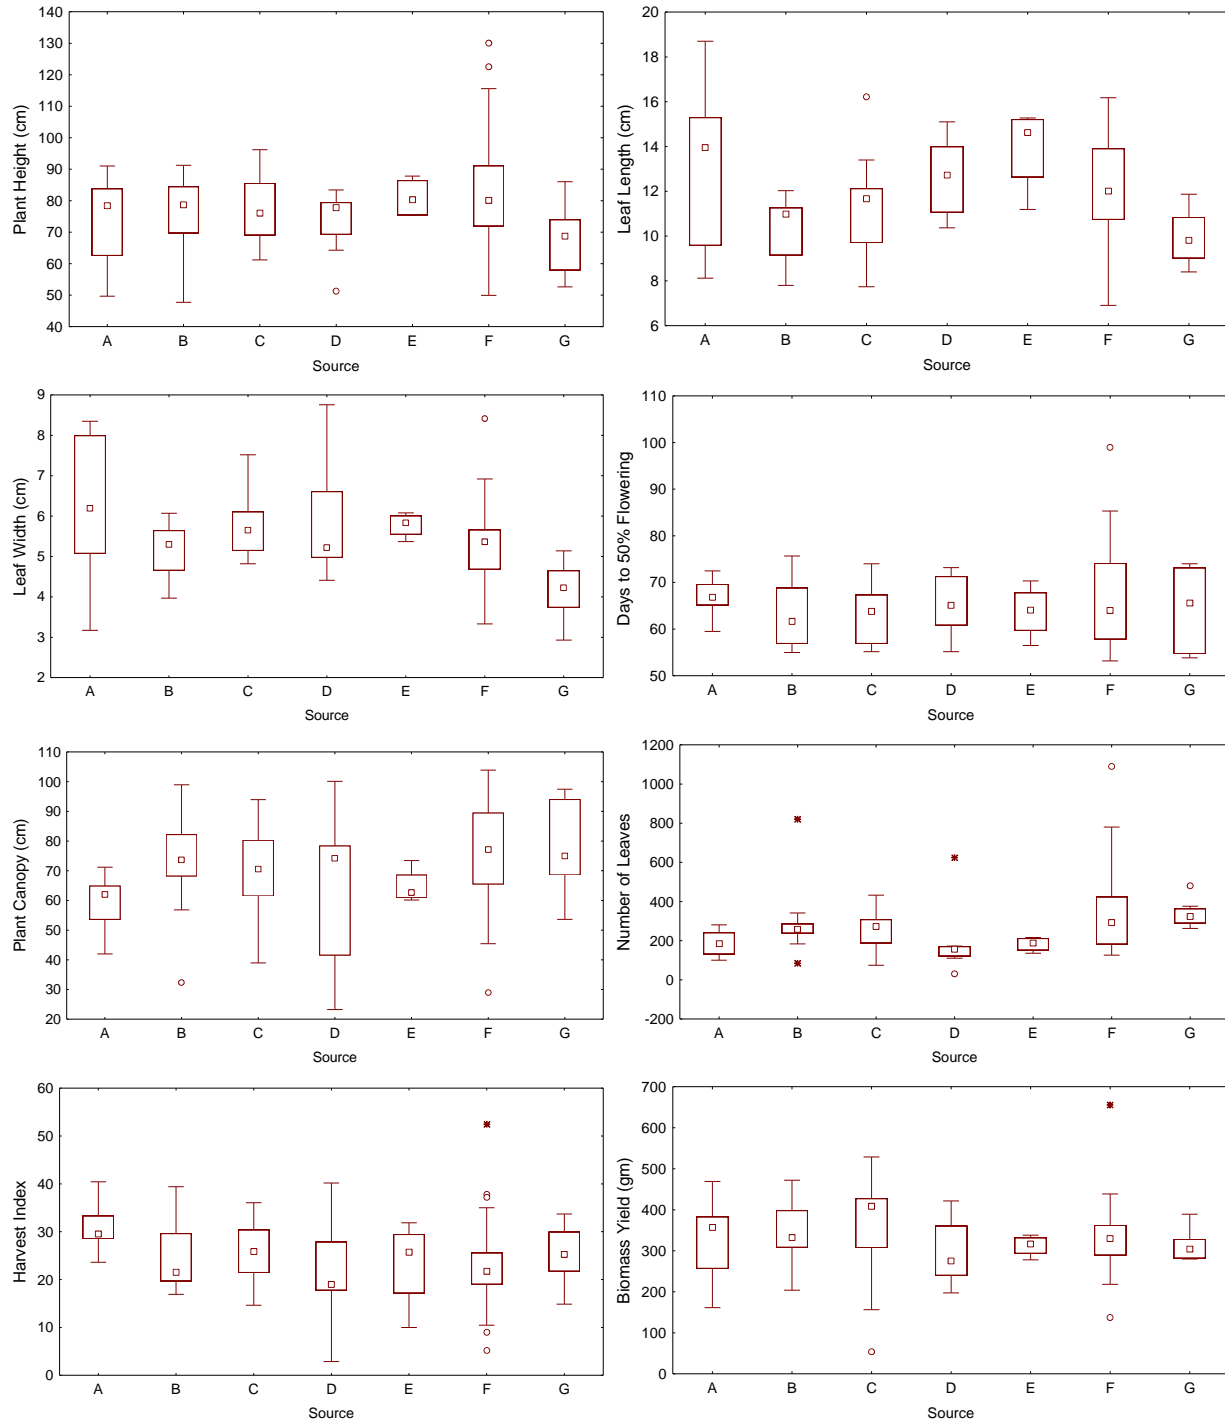 Plant Height (cm)
140
130
120
110
100
90
80
70
60
50
40
A B C D E F G
Source
Leaf Length (cm)
20
18
16
14
12
10
8
6
A B C D E F G
Source
Leaf Width (cm)
9
8
7
6
5
4
3
2
A B C D E F G
Source
Days to 50% Flowering
110
100
90
80
70
60
50
A B C D E F G
Source
Plant Canopy (cm)
110
100
90
80
70
60
50
40
30
20
A B C D E F G
Source
Number of Leaves
1200
1000
800
600
400
200
0
-200
A B C D E F G
Source
Harvest Index
60
50
40
30
20
10
0
A B C D E F G
Source
Biomass Yield (gm)
700
600
500
400
300
200
100
0
A B C D E F G
Source